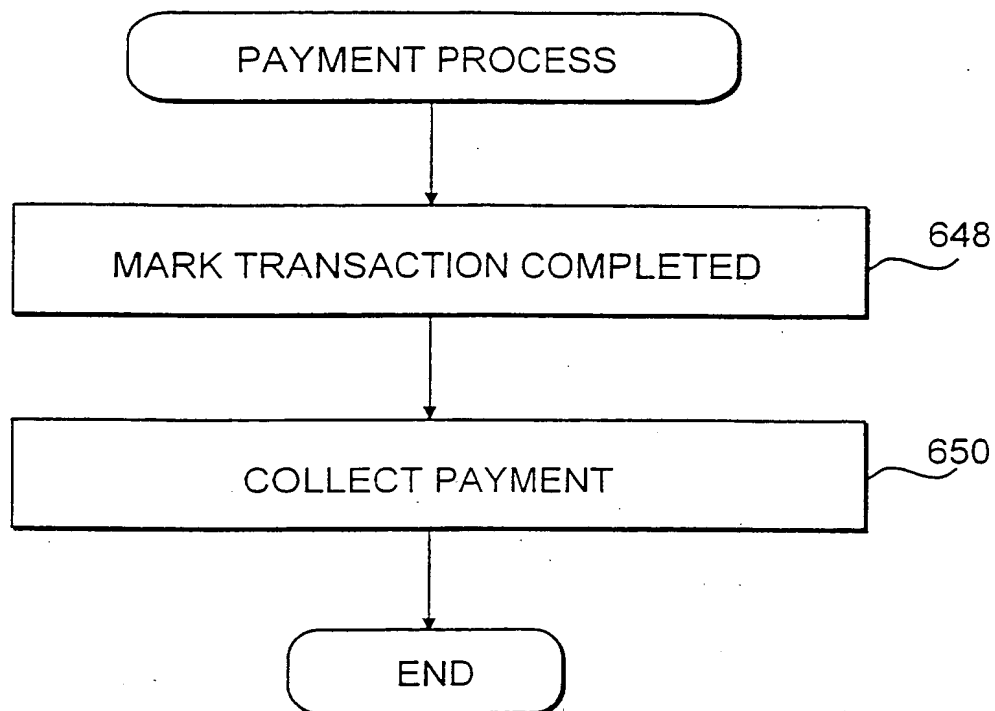 PAYMENT PROCESS
MARK TRANSACTION COMPLETED
648
COLLECT PAYMENT
650
END